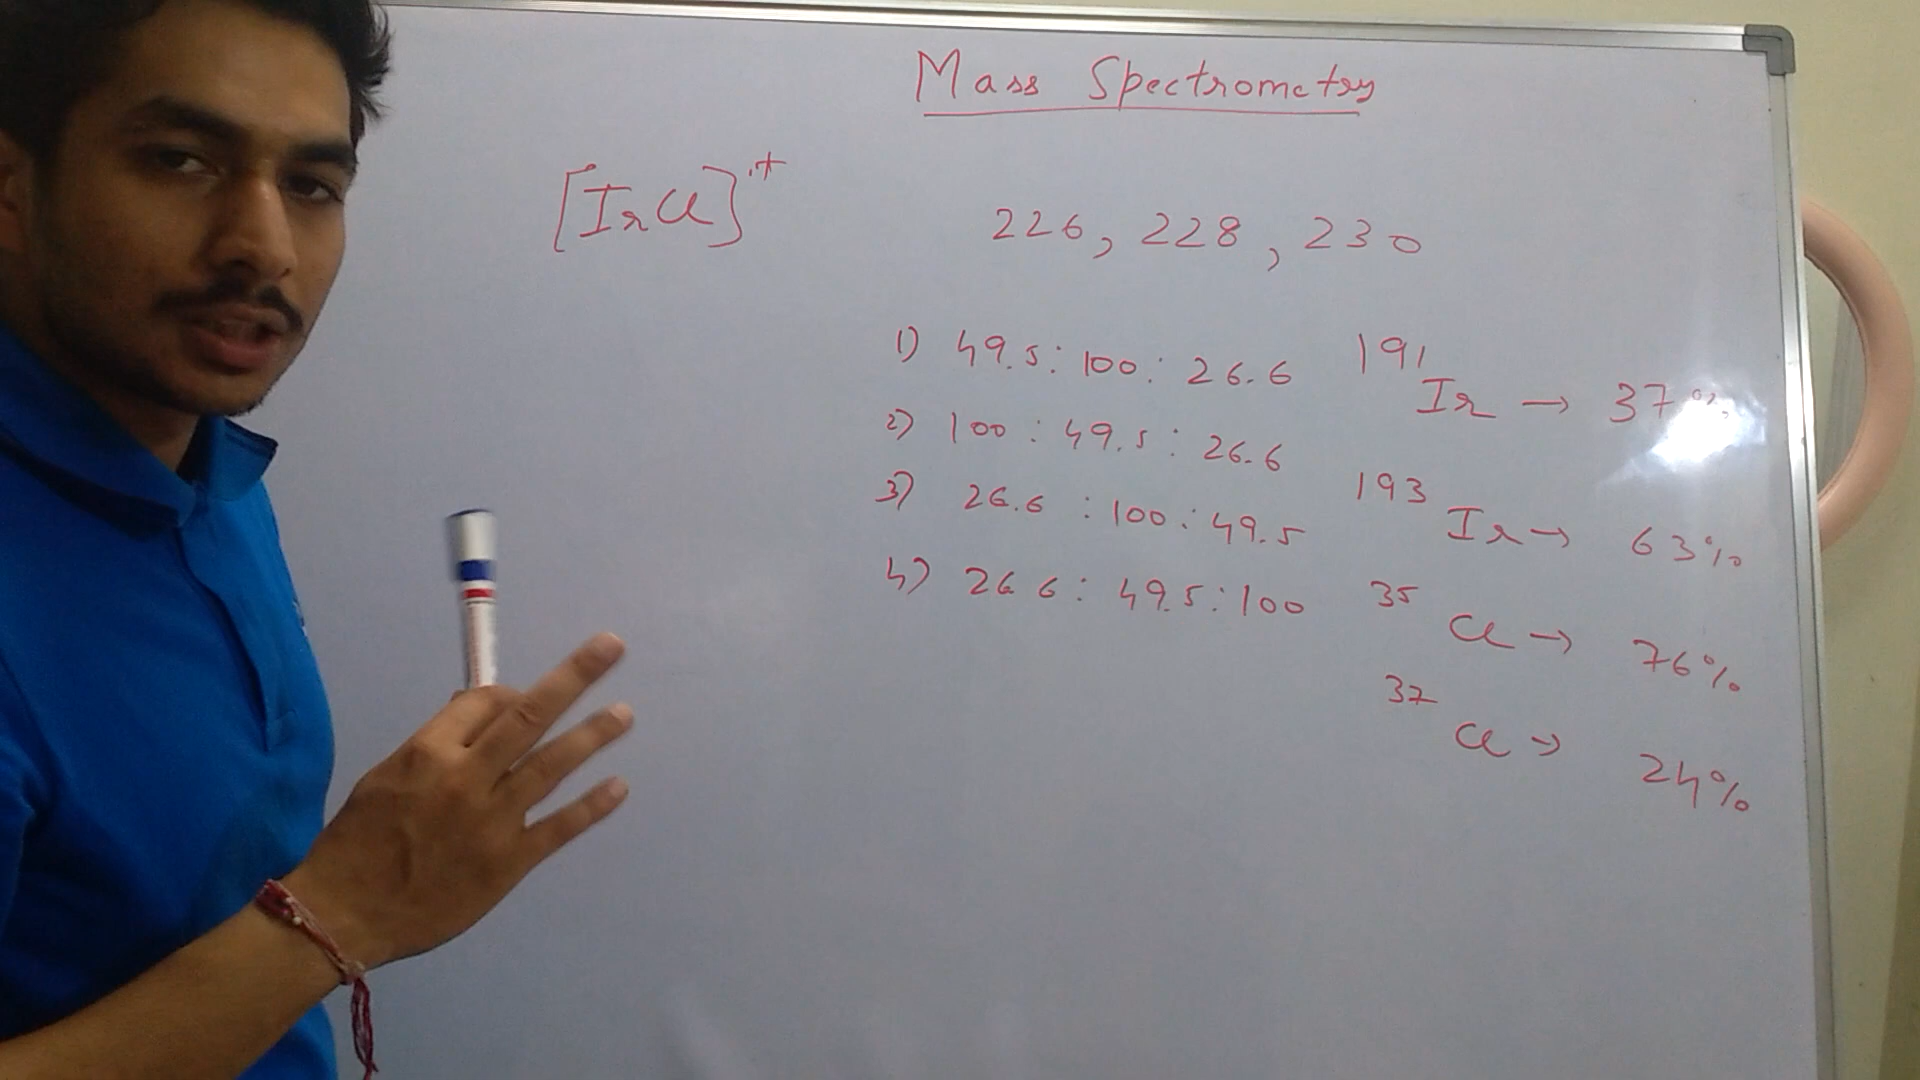 Mass Spectrometry
[IrCl]·+
226, 228, 230
1) 49.5 : 100 : 26.6
2) 100 : 49.5 : 26.6
3) 26.6 : 100 : 49.5
4) 26.6 : 49.5 : 100
191Ir → 37%
193Ir → 63%
35Cl → 76%
37Cl → 24%